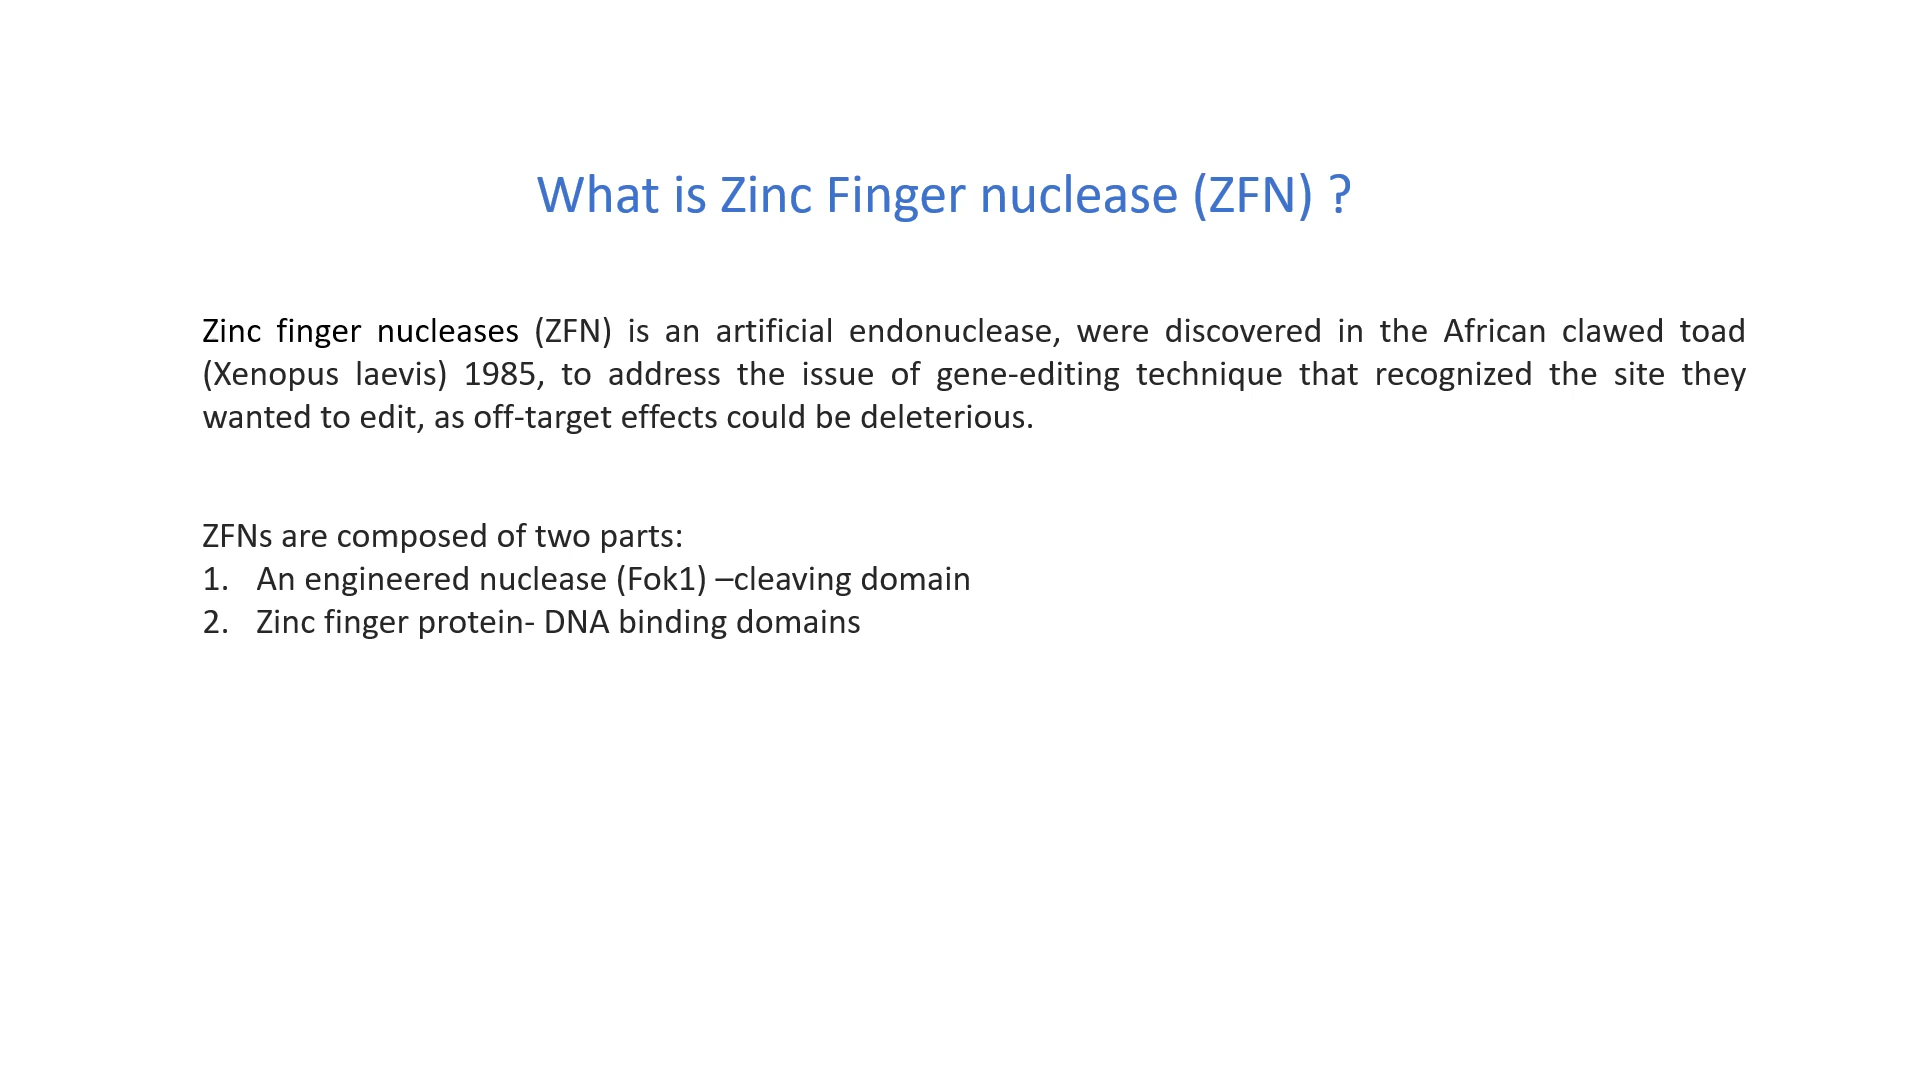 What is Zinc Finger nuclease (ZFN) ?
Zinc finger nucleases (ZFN) is an artificial endonuclease, were discovered in the African clawed toad
(Xenopus laevis) 1985, to address the issue of gene-editing technique that recognized the site they
wanted to edit, as off-target effects could be deleterious.
ZFNs are composed of two parts:
1. An engineered nuclease (Fok1) –cleaving domain
2. Zinc finger protein- DNA binding domains